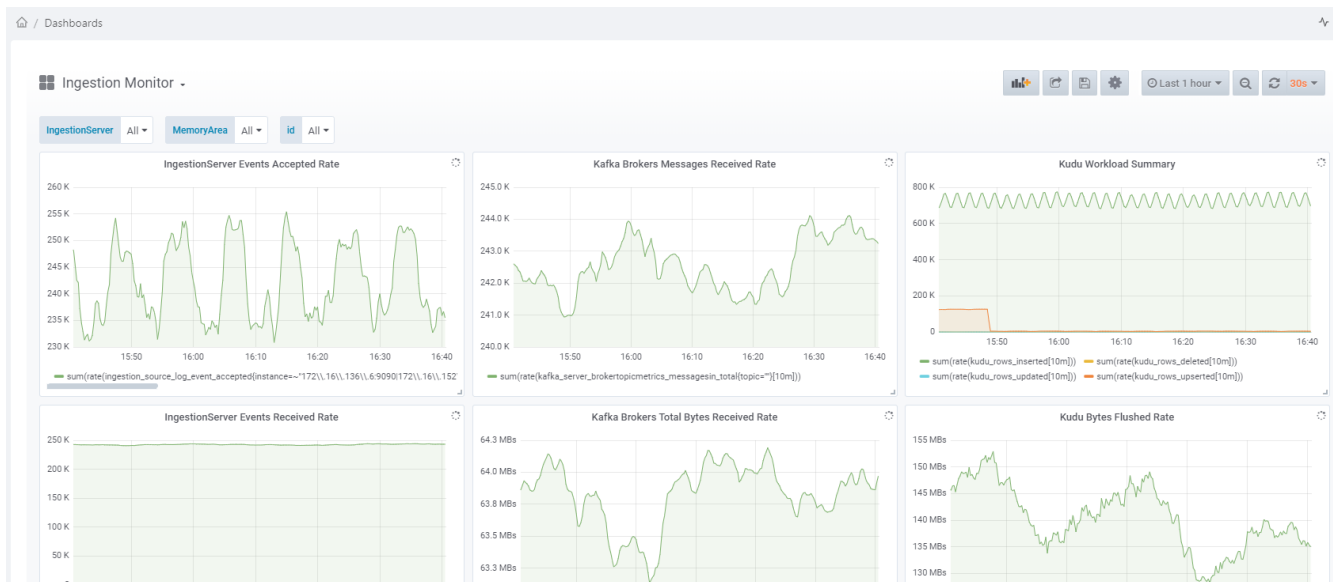 / Dashboards
Ingestion Monitor
Last 1 hour
30s
IngestionServer All MemoryArea All id All
IngestionServer Events Accepted Rate
260 K
255 K
250 K
245 K
240 K
235 K
230 K
15:50 16:00 16:10 16:20 16:30 16:40
sum(rate(ingestion_source_log_event_accepted{instance=~"172\\.16\\.136\\.6:9090|172\\.16\\.152
Kafka Brokers Messages Received Rate
245.0 K
244.0 K
243.0 K
242.0 K
241.0 K
240.0 K
15:50 16:00 16:10 16:20 16:30 16:40
sum(rate(kafka_server_brokertopicmetrics_messagesin_total{topic=""}[10m]))
Kudu Workload Summary
800 K
600 K
400 K
200 K
0
15:50 16:00 16:10 16:20 16:30 16:40
sum(rate(kudu_rows_inserted[10m])) sum(rate(kudu_rows_deleted[10m]))
sum(rate(kudu_rows_updated[10m])) sum(rate(kudu_rows_upserted[10m]))
IngestionServer Events Received Rate
250 K
200 K
150 K
100 K
50 K
Kafka Brokers Total Bytes Received Rate
64.3 MBs
64.0 MBs
63.8 MBs
63.5 MBs
63.3 MBs
Kudu Bytes Flushed Rate
155 MBs
150 MBs
145 MBs
140 MBs
135 MBs
130 MBs